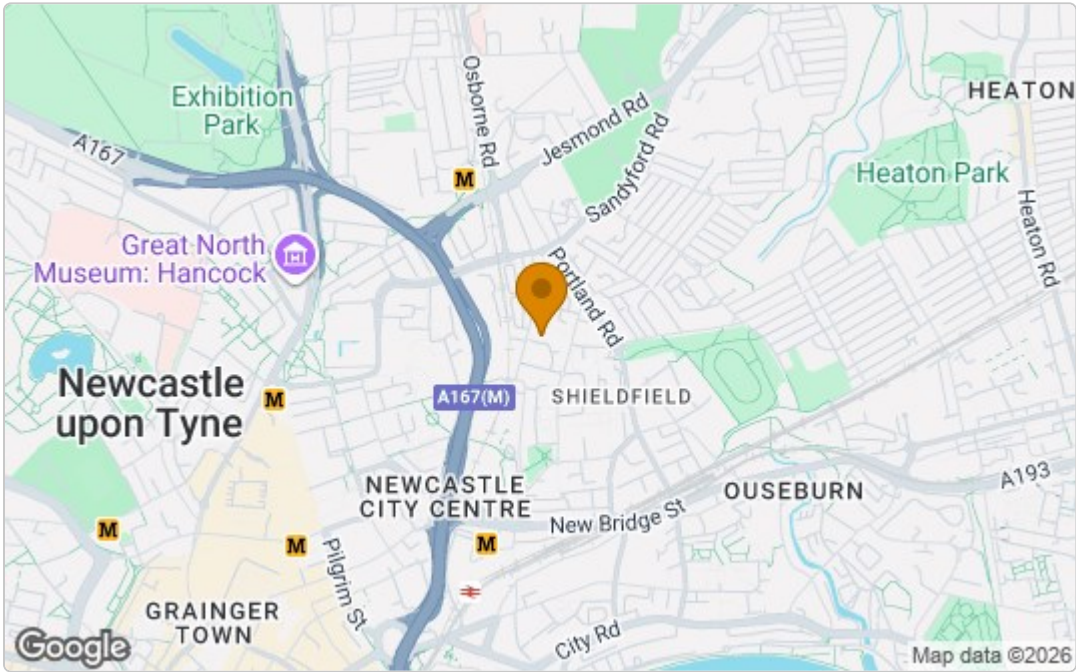 Exhibition
Park
Osborne Rd
Jesmond Rd
HEATON
A167
M
Sandyford Rd
Heaton Park
Heaton Rd
Great North
Museum: Hancock
Portland Rd
Newcastle
upon Tyne
M
A167(M)
SHIELDFIELD
NEWCASTLE
CITY CENTRE
OUSEBURN
A193
New Bridge St
M
M
M
Pilgrim St
GRAINGER
TOWN
City Rd
Google
Map data ©2026